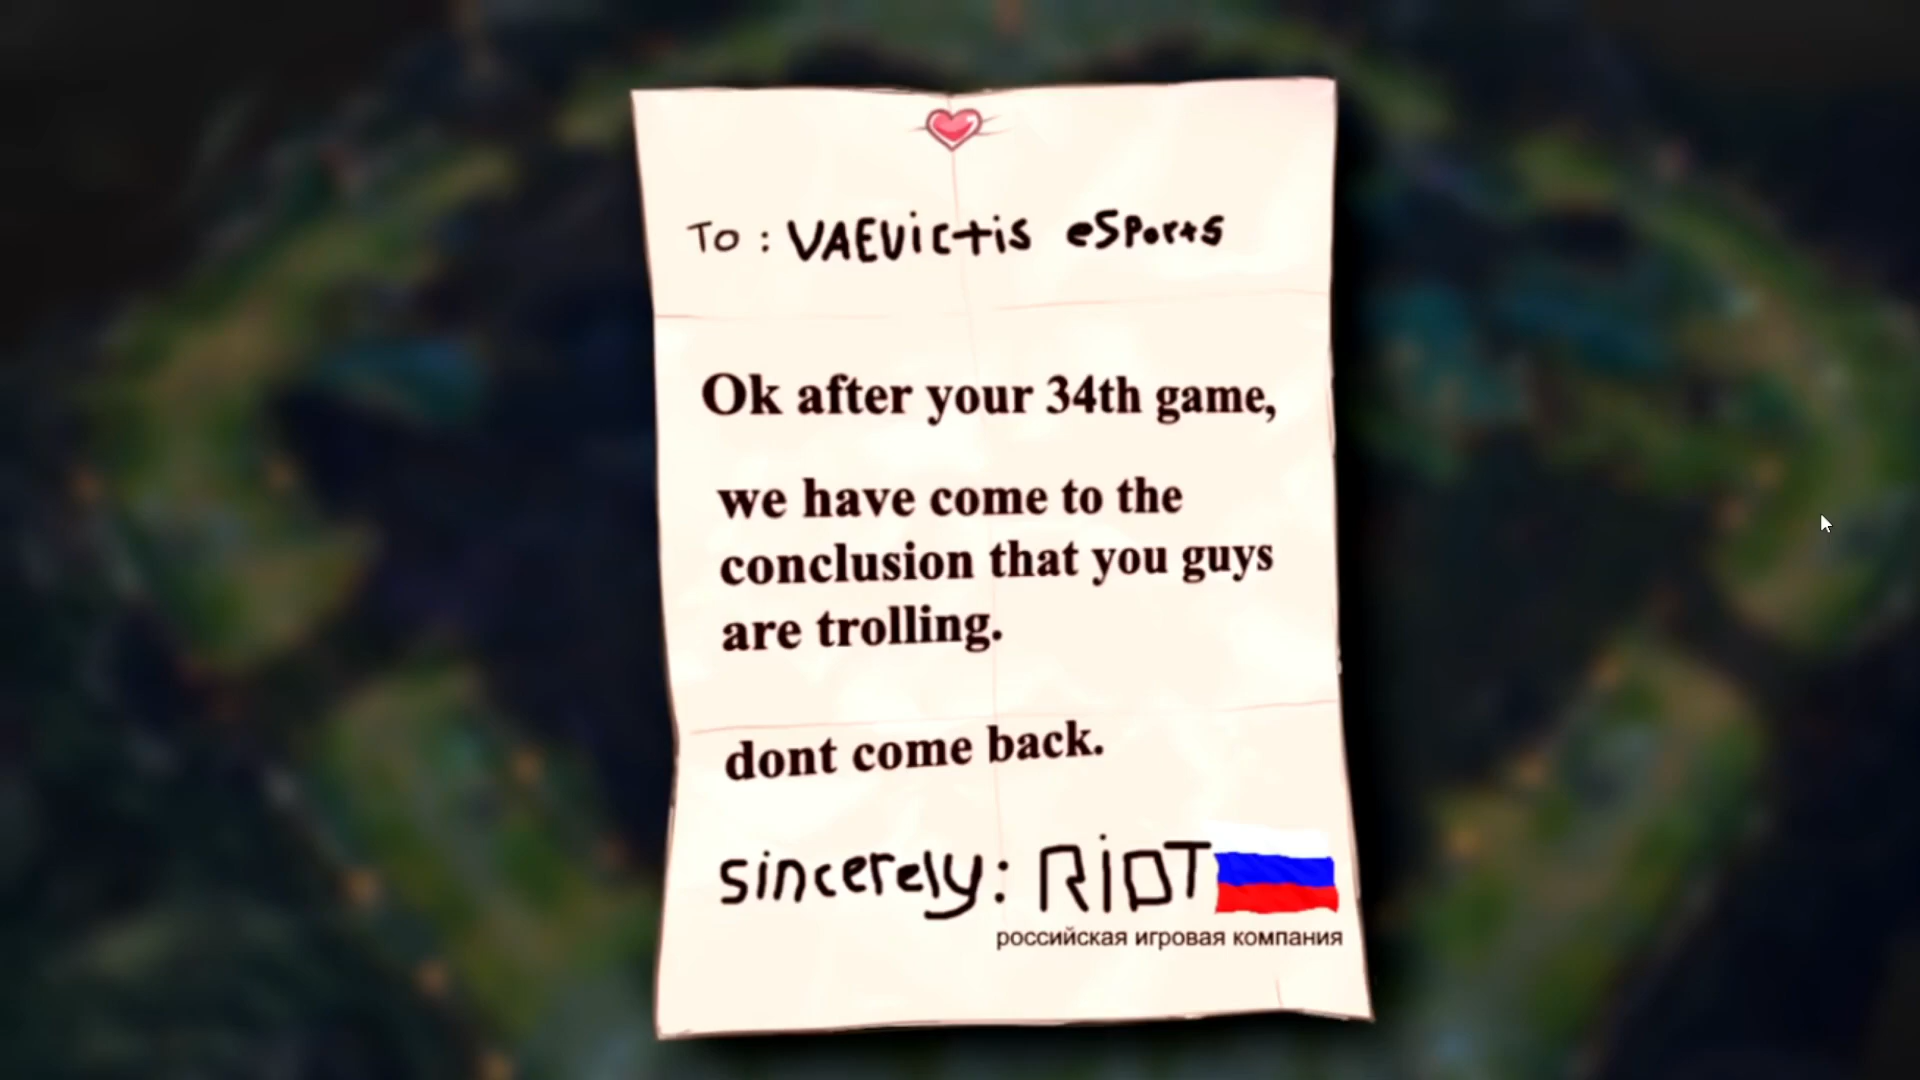 To : VAEVictis eSports
Ok after your 34th game,
we have come to the
conclusion that you guys
are trolling.
dont come back.
sincerely: RiOT
российская игровая компания